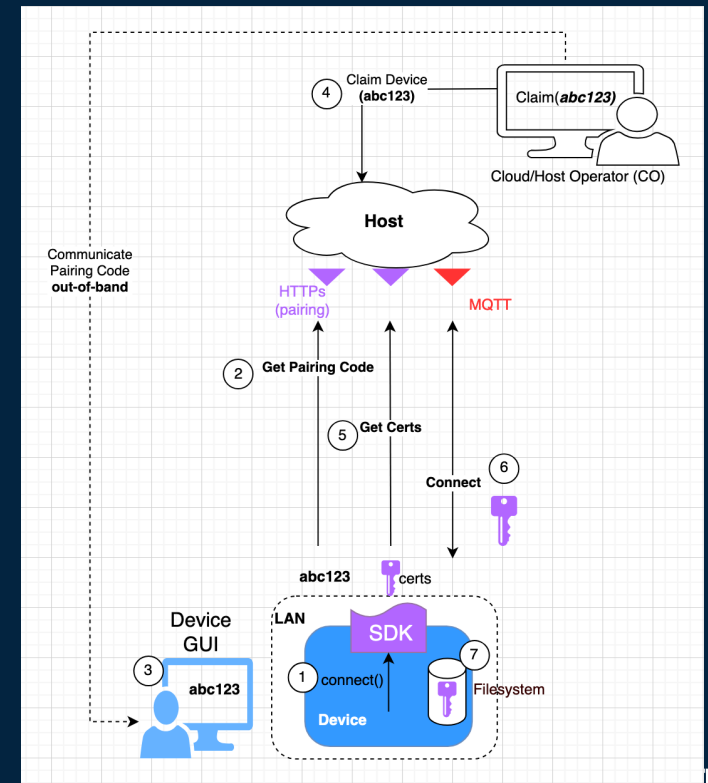 4
Claim Device
(abc123)
Claim(abc123)
Cloud/Host Operator (CO)
Host
Communicate
Pairing Code
out-of-band
HTTPs
(pairing)
MQTT
2
Get Pairing Code
5
Get Certs
6
Connect
abc123
certs
LAN
SDK
Device
GUI
3
abc123
1
connect()
7
Filesystem
Device